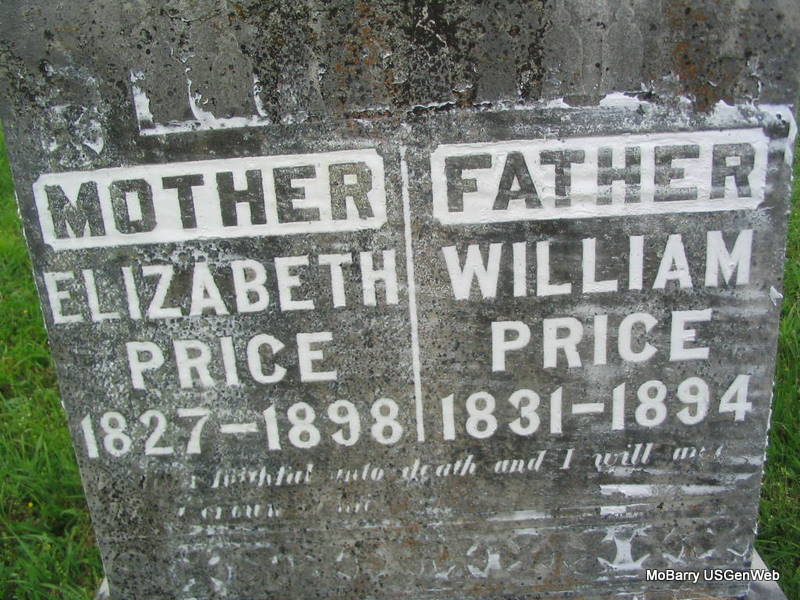 MOTHER
ELIZABETH
PRICE
1827-1898
FATHER
WILLIAM
PRICE
1831-1894
faithful unto death and I will
crown
MoBarry USGenWeb